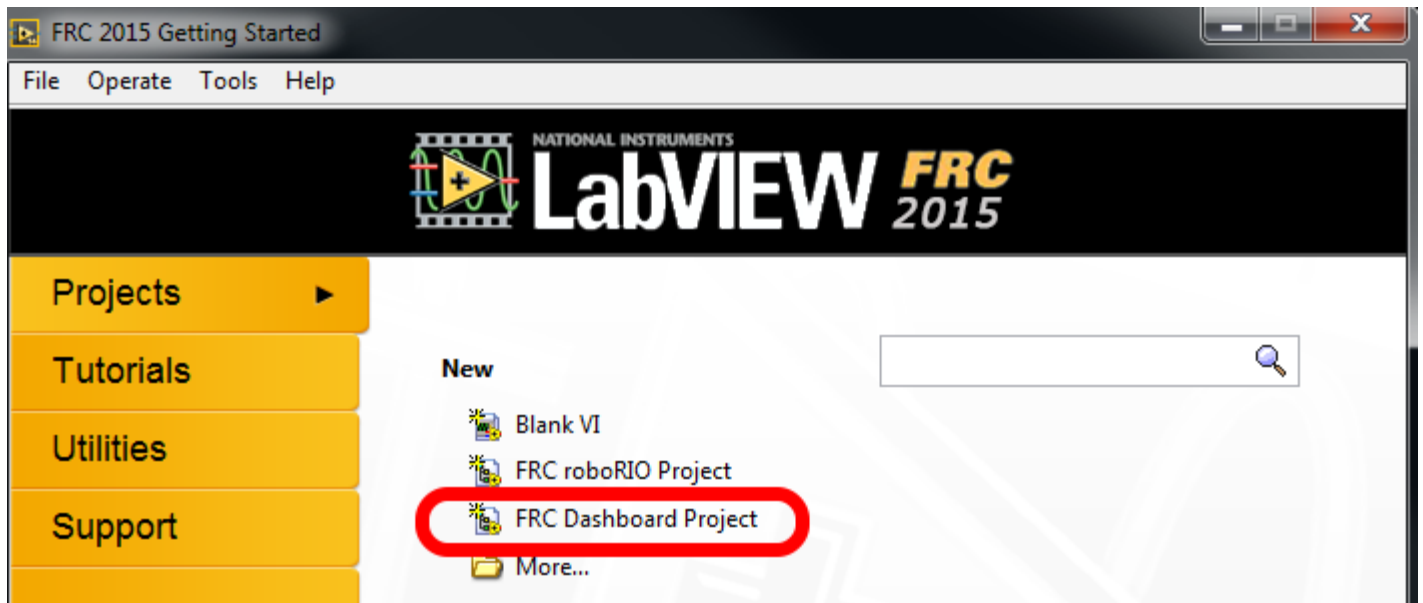 FRC 2015 Getting Started
File Operate Tools Help
NATIONAL INSTRUMENTS
LabVIEW FRC 2015
Projects
Tutorials
Utilities
Support
New
Blank VI
FRC roboRIO Project
FRC Dashboard Project
More...